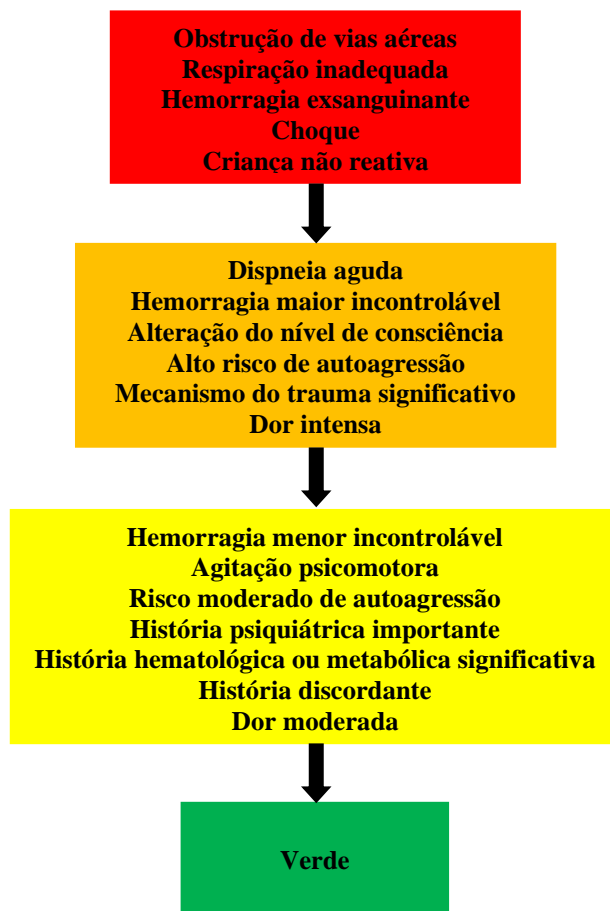 Obstrução de vias aéreas
Respiração inadequada
Hemorragia exsanguinante
Choque
Criança não reativa
Dispneia aguda
Hemorragia maior incontrolável
Alteração do nível de consciência
Alto risco de autoagressão
Mecanismo do trauma significativo
Dor intensa
Hemorragia menor incontrolável
Agitação psicomotora
Risco moderado de autoagressão
História psiquiátrica importante
História hematológica ou metabólica significativa
História discordante
Dor moderada
Verde